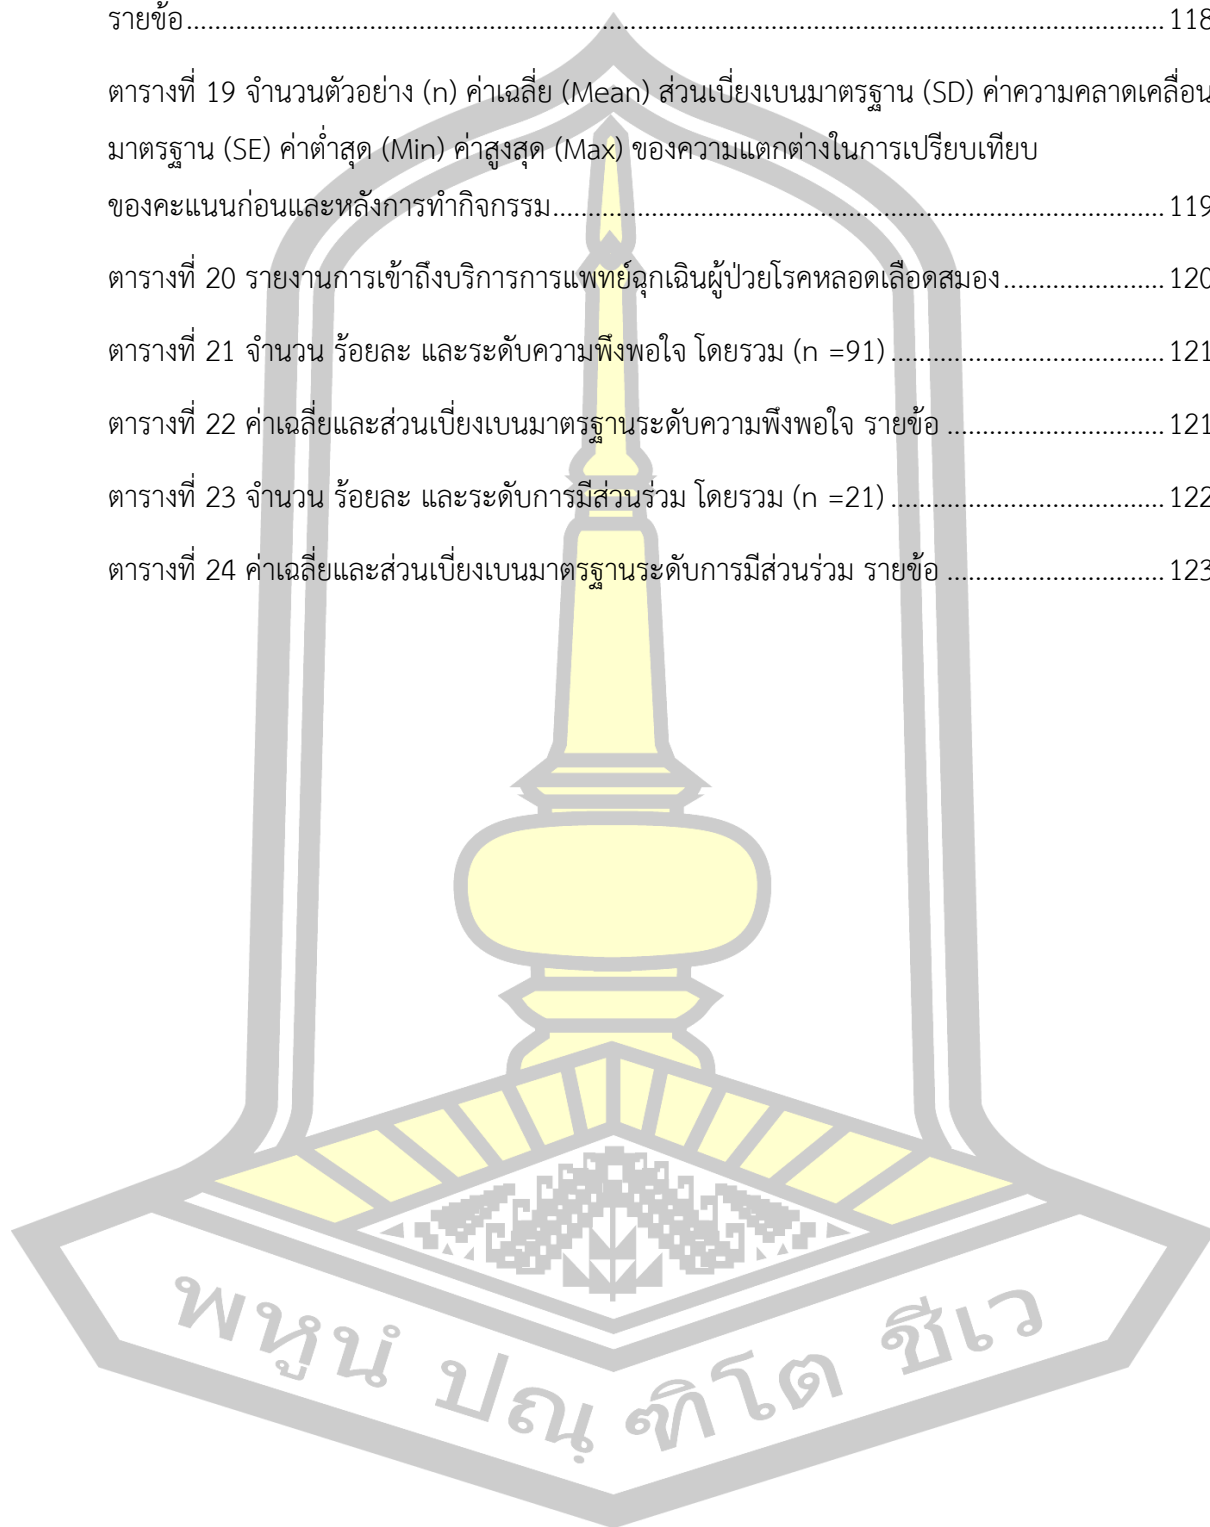 รายข้อ........................................................................................................................................ 118
ตารางที่ 19 จำนวนตัวอย่าง (n) ค่าเฉลี่ย (Mean) ส่วนเบี่ยงเบนมาตรฐาน (SD) ค่าความคลาดเคลื่อน
มาตรฐาน (SE) ค่าต่ำสุด (Min) ค่าสูงสุด (Max) ของความแตกต่างในการเปรียบเทียบ
ของคะแนนก่อนและหลังการทำกิจกรรม....................................................................................... 119
ตารางที่ 20 รายงานการเข้าถึงบริการการแพทย์ฉุกเฉินผู้ป่วยโรคหลอดเลือดสมอง....................... 120
ตารางที่ 21 จำนวน ร้อยละ และระดับความพึงพอใจ โดยรวม (n =91)....................................... 121
ตารางที่ 22 ค่าเฉลี่ยและส่วนเบี่ยงเบนมาตรฐานระดับความพึงพอใจ รายข้อ ............................... 121
ตารางที่ 23 จำนวน ร้อยละ และระดับการมีส่วนร่วม โดยรวม (n =21)....................................... 122
ตารางที่ 24 ค่าเฉลี่ยและส่วนเบี่ยงเบนมาตรฐานระดับการมีส่วนร่วม รายข้อ ............................... 123
พหูนํ ปณฺฑิโต ชีเว